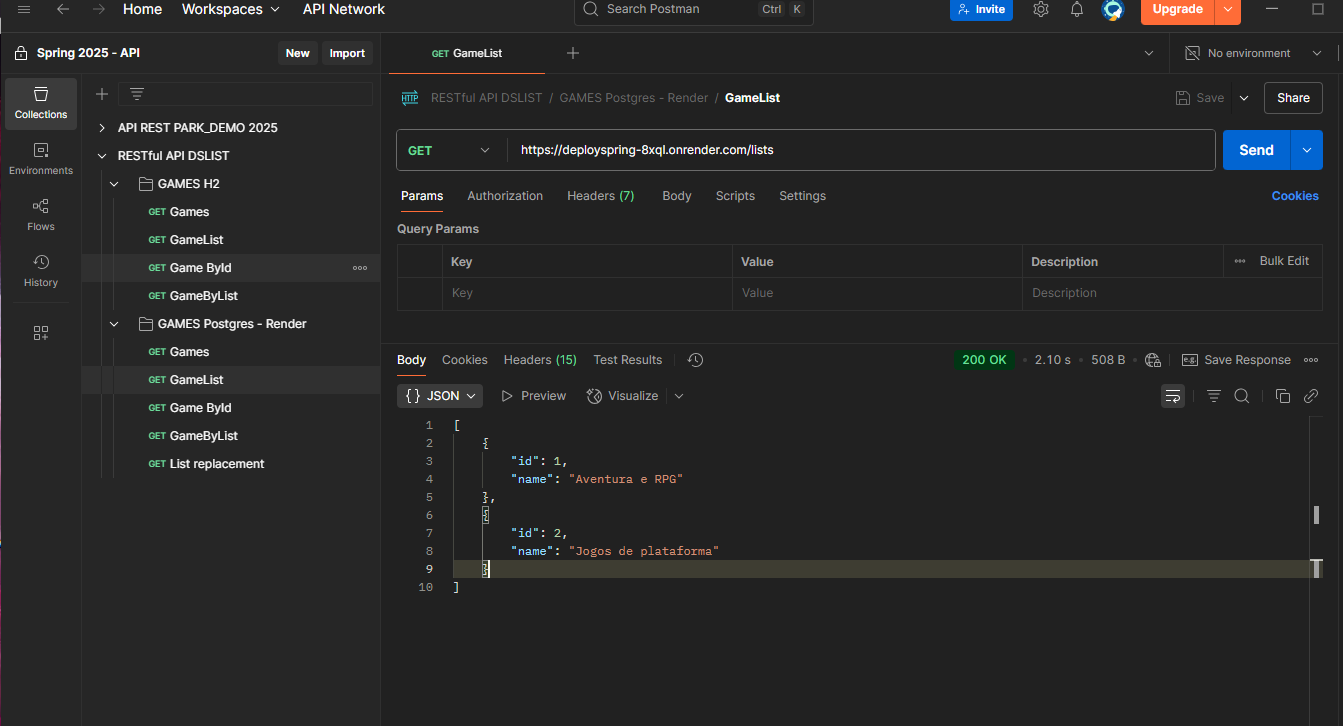 Home Workspaces API Network Search Postman Ctrl K Invite Upgrade
Spring 2025 - API New Import GET GameList No environment
Collections
Environments
Flows
History
API REST PARK_DEMO 2025
RESTful API DSLIST
GAMES H2
GET Games
GET GameList
GET Game ById
GET GameByList
GAMES Postgres - Render
GET Games
GET GameList
GET Game ById
GET GameByList
GET List replacement
HTTP RESTful API DSLIST / GAMES Postgres - Render / GameList Save Share
GET https://deployspring-8xql.onrender.com/lists Send
Params Authorization Headers (7) Body Scripts Settings Cookies
Query Params
Key Value Description Bulk Edit
Key Value Description
Body Cookies Headers (15) Test Results 200 OK • 2.10 s • 508 B • e.g. Save Response
{} JSON Preview Visualize
1 [
2 {
3 "id": 1,
4 "name": "Aventura e RPG"
5 },
6 {
7 "id": 2,
8 "name": "Jogos de plataforma"
9 }
10 ]